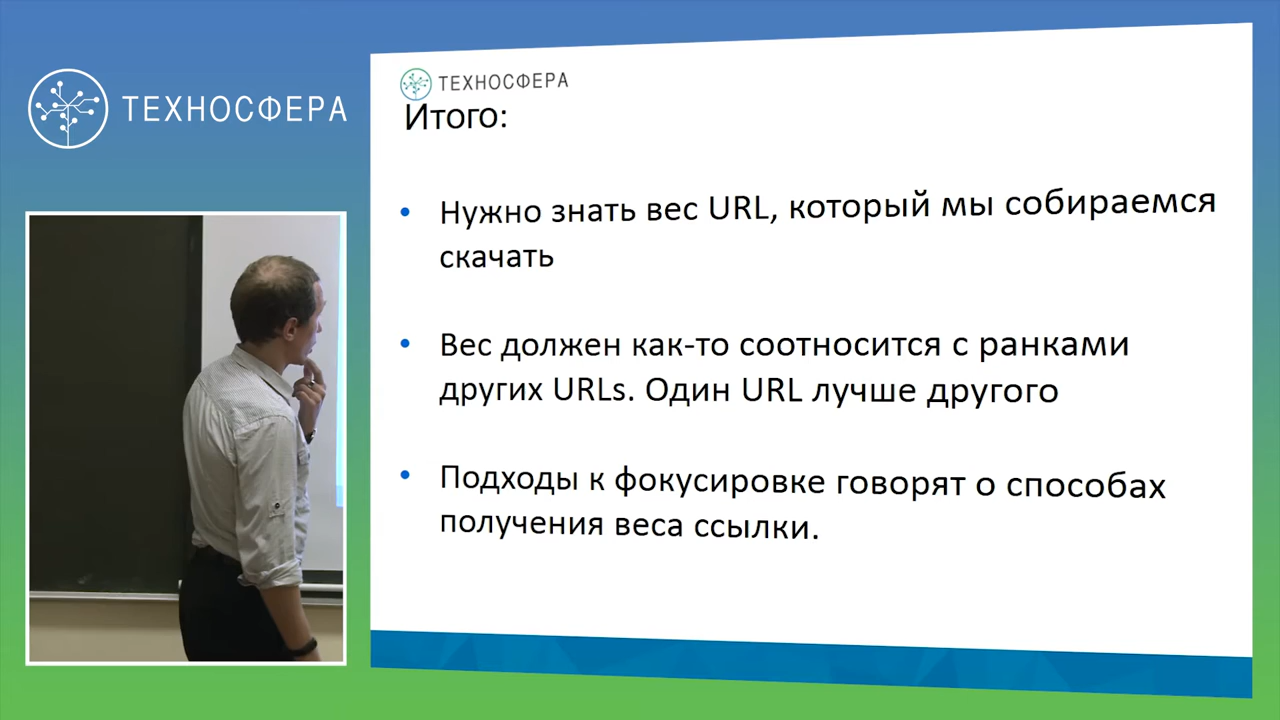 ТЕХНОСФЕРА
ТЕХНОСФЕРА
Итого:
• Нужно знать вес URL, который мы собираемся
скачать
• Вес должен как-то соотносится с ранками
других URLs. Один URL лучше другого
• Подходы к фокусировке говорят о способах
получения веса ссылки.